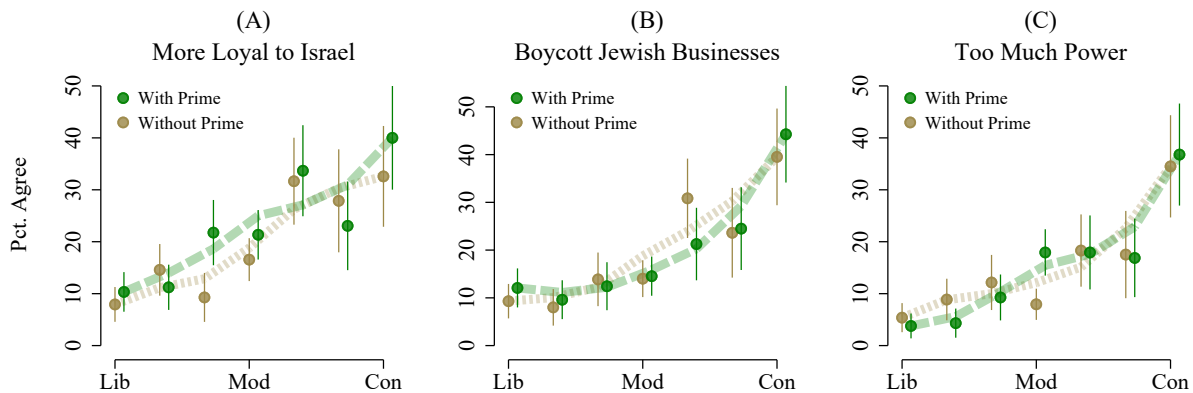 (A)
More Loyal to Israel
With Prime
Without Prime
Pct. Agree
0
10
20
30
40
50
Lib
Mod
Con
(B)
Boycott Jewish Businesses
With Prime
Without Prime
0
10
20
30
40
50
Lib
Mod
Con
(C)
Too Much Power
With Prime
Without Prime
0
10
20
30
40
50
Lib
Mod
Con